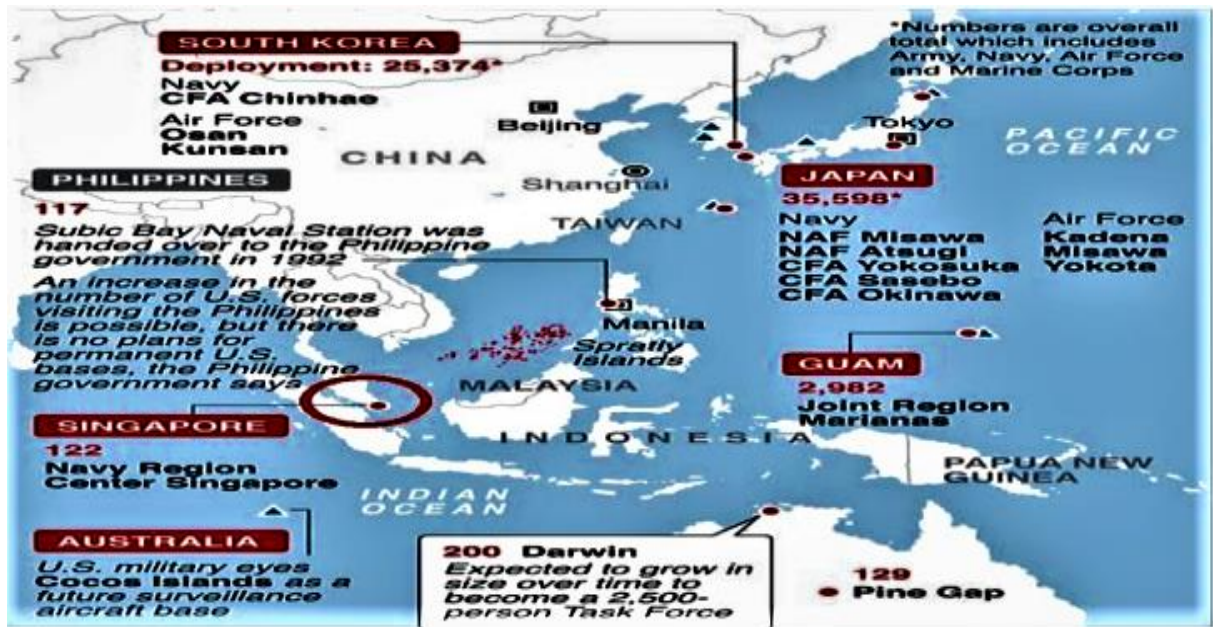 SOUTH KOREA
Deployment: 25,374*
Navy
CFA Chinhae
Air Force
Osan
Kunsan
*Numbers are overall
total which includes
Army, Navy, Air Force
and Marine Corps
Beijing
Tokyo
PACIFIC
OCEAN
CHINA
Shanghai
TAIWAN
PHILIPPINES
117
Subic Bay Naval Station was
handed over to the Philippine
government in 1992
An increase in the
number of U.S. forces
visiting the Philippines
is possible, but there
is no plans for
permanent U.S.
bases, the Philippine
government says
JAPAN
35,598*
Navy
NAF Misawa
NAF Atsugi
CFA Yokosuka
CFA Sasebo
CFA Okinawa
Air Force
Kadena
Misawa
Yokota
Manila
Spratly
Islands
MALAYSIA
GUAM
2,982
Joint Region
Marianas
SINGAPORE
122
Navy Region
Center Singapore
INDONESIA
PAPUA NEW
GUINEA
INDIAN
OCEAN
AUSTRALIA
U.S. military eyes
Cocos Islands as a
future surveillance
aircraft base
200 Darwin
Expected to grow in
size over time to
become a 2,500-
person Task Force
129
Pine Gap